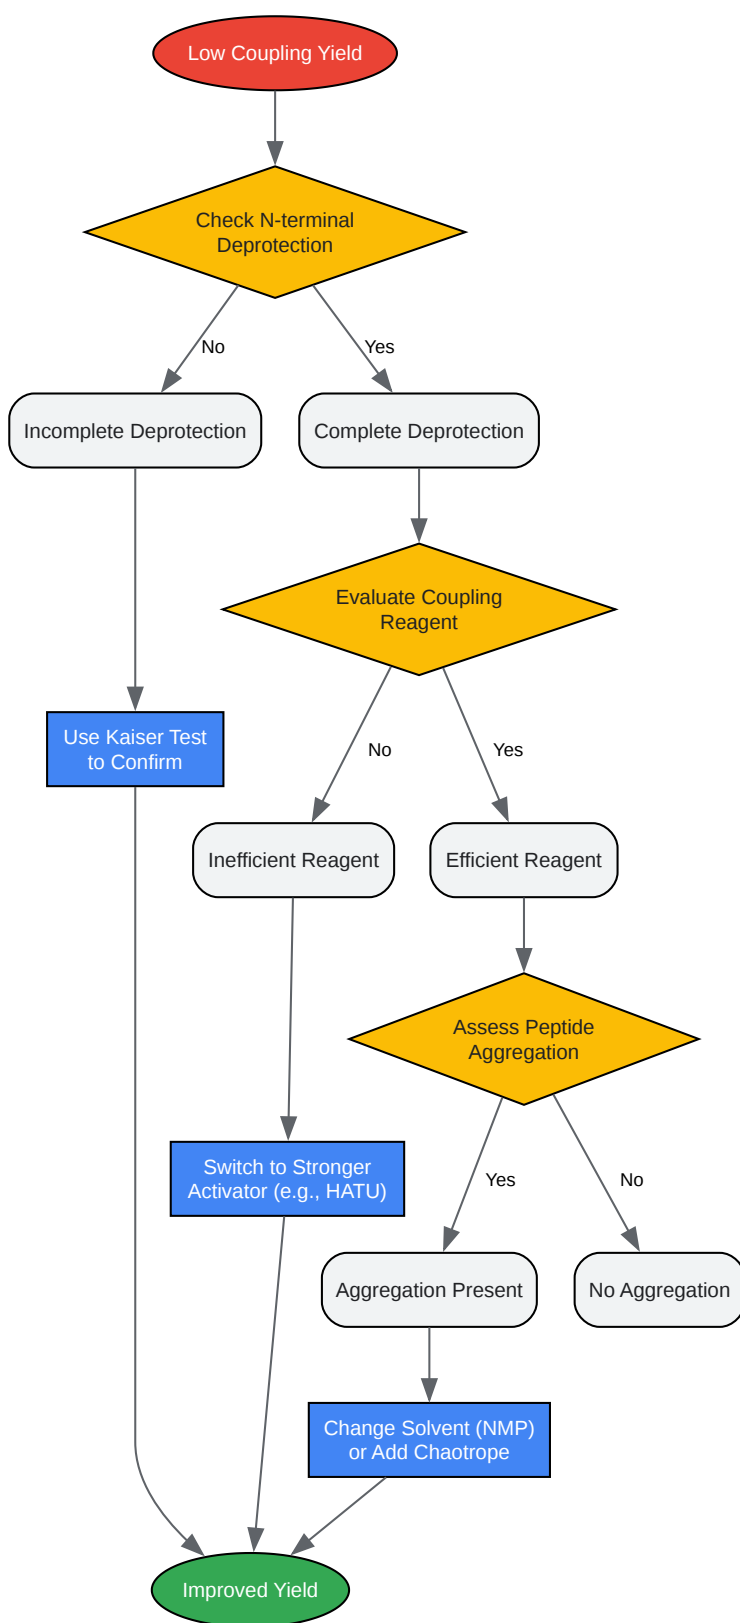 Low Coupling Yield
Check N-terminal
Deprotection
No
Yes
Incomplete Deprotection
Complete Deprotection
Evaluate Coupling
Reagent
Use Kaiser Test
to Confirm
No
Yes
Inefficient Reagent
Efficient Reagent
Assess Peptide
Aggregation
Switch to Stronger
Activator (e.g., HATU)
Yes
No
Aggregation Present
No Aggregation
Change Solvent (NMP)
or Add Chaotrope
Improved Yield